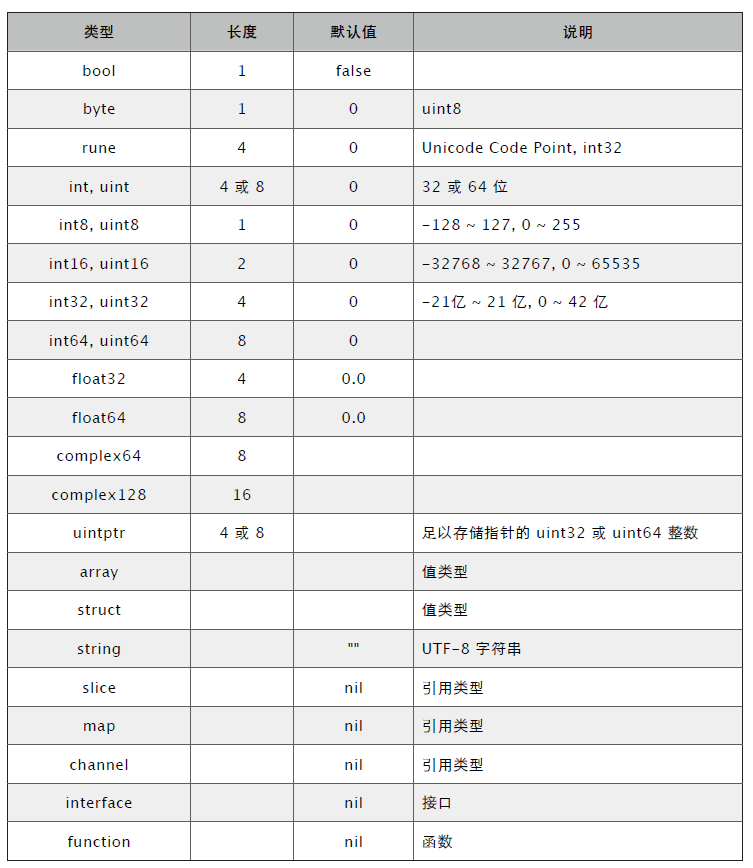 类型 长度 默认值 说明
bool 1 false
byte 1 0 uint8
rune 4 0 Unicode Code Point, int32
int, uint 4 或 8 0 32 或 64 位
int8, uint8 1 0 -128 ~ 127, 0 ~ 255
int16, uint16 2 0 -32768 ~ 32767, 0 ~ 65535
int32, uint32 4 0 -21亿 ~ 21 亿, 0 ~ 42 亿
int64, uint64 8 0
float32 4 0.0
float64 8 0.0
complex64 8
complex128 16
uintptr 4 或 8 足以存储指针的 uint32 或 uint64 整数
array 值类型
struct 值类型
string "" UTF-8 字符串
slice nil 引用类型
map nil 引用类型
channel nil 引用类型
interface nil 接口
function nil 函数